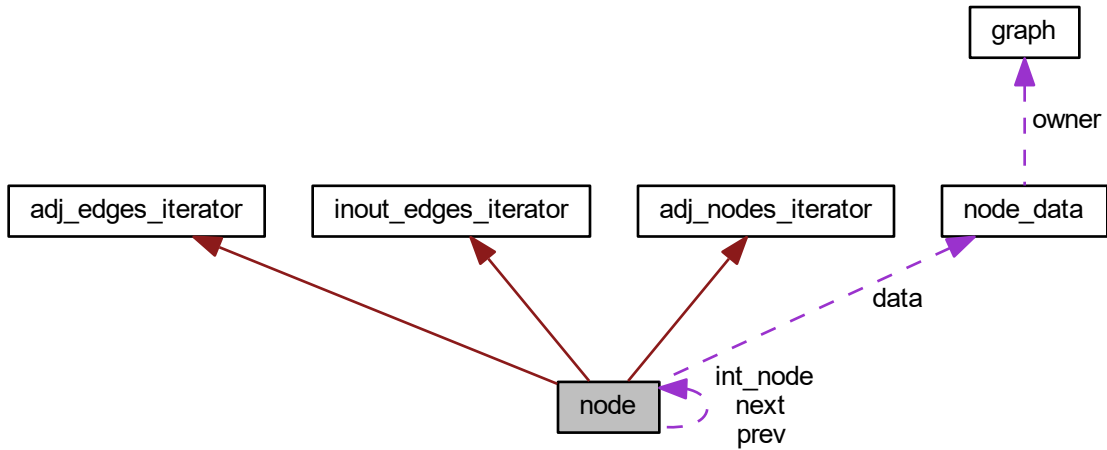 graph
owner
adj_edges_iterator
inout_edges_iterator
adj_nodes_iterator
node_data
data
node
int_node
next
prev